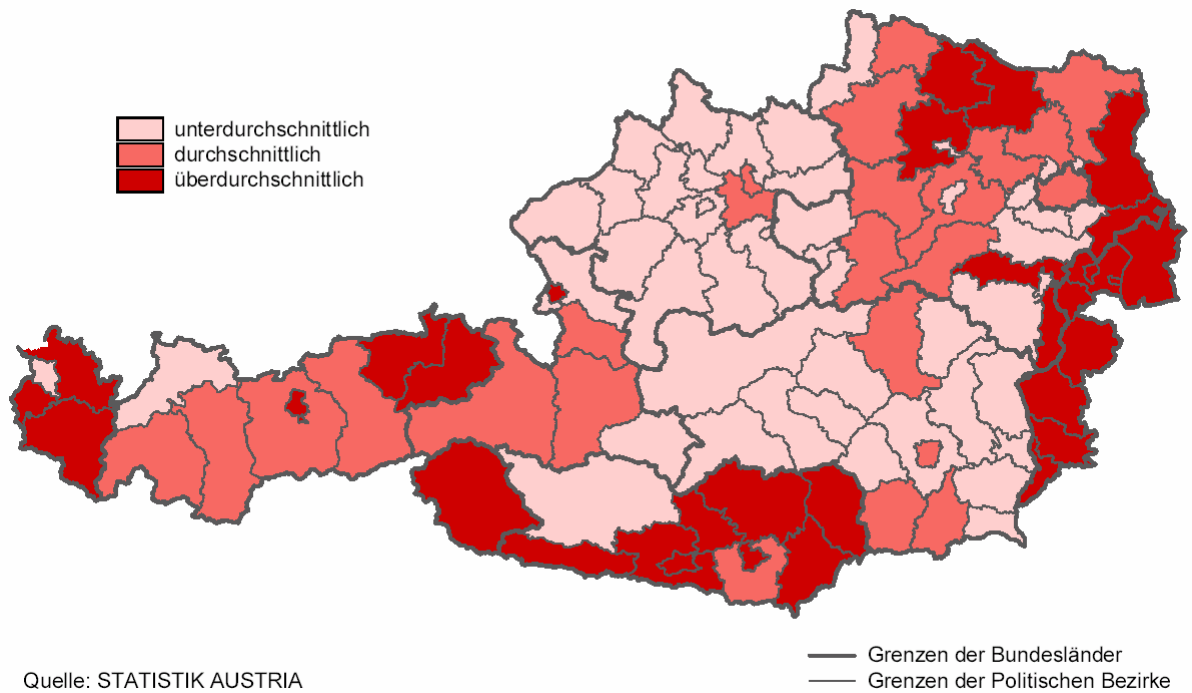 unterdurchschnittlich
durchschnittlich
überdurchschnittlich
Grenzen der Bundesländer
Quelle: STATISTIK AUSTRIA
Grenzen der Politischen Bezirke